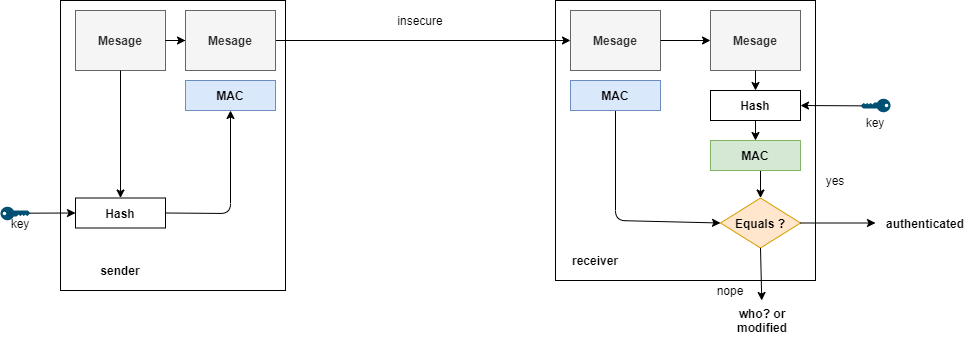 insecure
Mesage
Mesage
MAC
key
Hash
sender
Mesage
Mesage
MAC
Hash
key
MAC
yes
Equals ?
authenticated
receiver
nope
who? or
modified